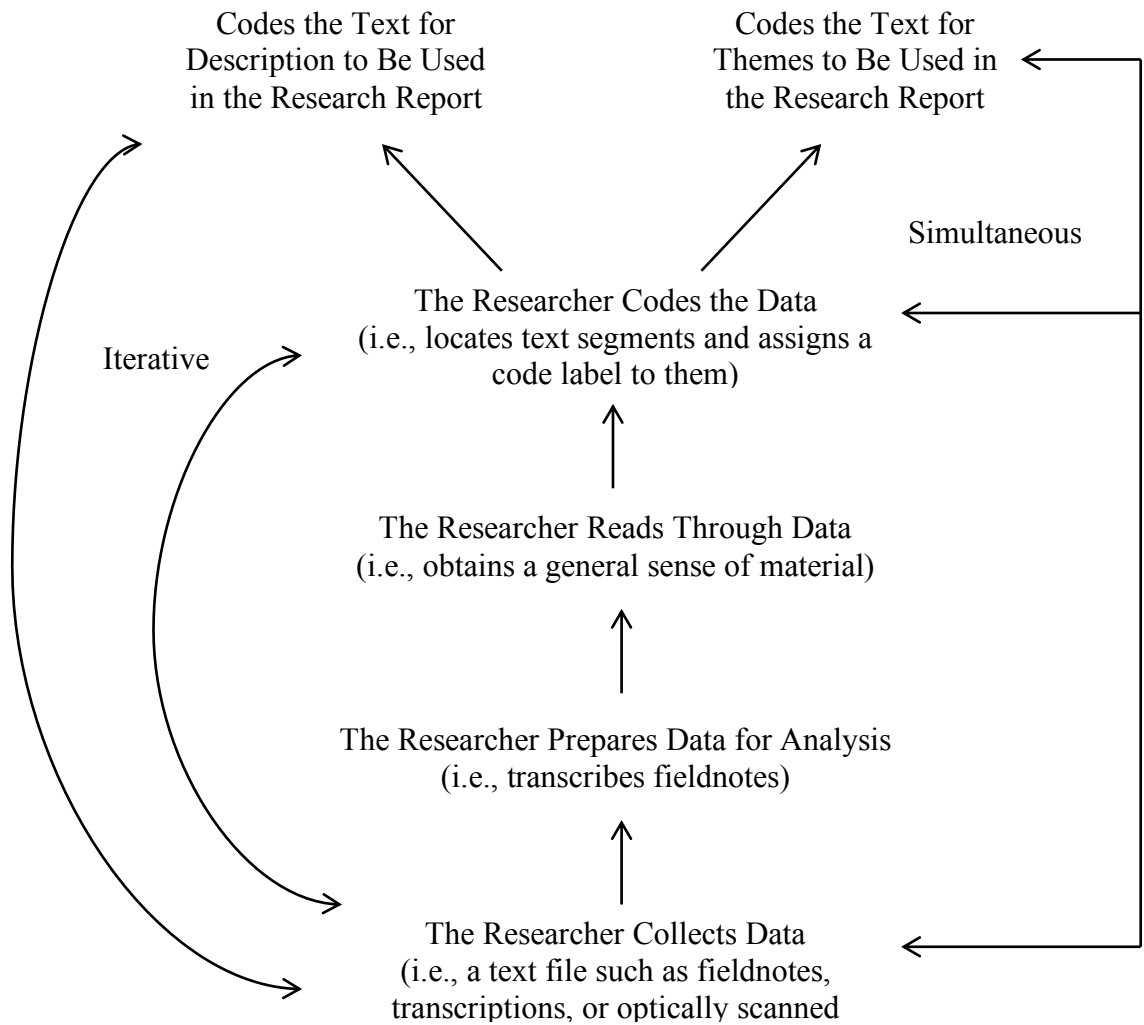 Codes the Text for
Description to Be Used
in the Research Report
Codes the Text for
Themes to Be Used in
the Research Report
Simultaneous
The Researcher Codes the Data
(i.e., locates text segments and assigns a
code label to them)
Iterative
The Researcher Reads Through Data
(i.e., obtains a general sense of material)
The Researcher Prepares Data for Analysis
(i.e., transcribes fieldnotes)
The Researcher Collects Data
(i.e., a text file such as fieldnotes,
transcriptions, or optically scanned